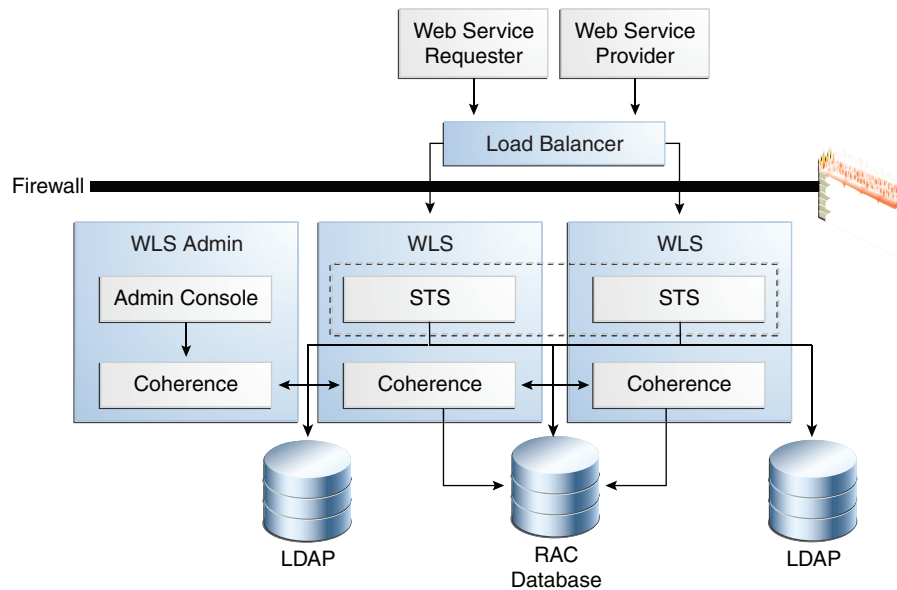 Web Service
Requester
Web Service
Provider
Load Balancer
Firewall
WLS Admin
WLS
WLS
Admin Console
STS
STS
Coherence
Coherence
Coherence
LDAP
RAC
Database
LDAP